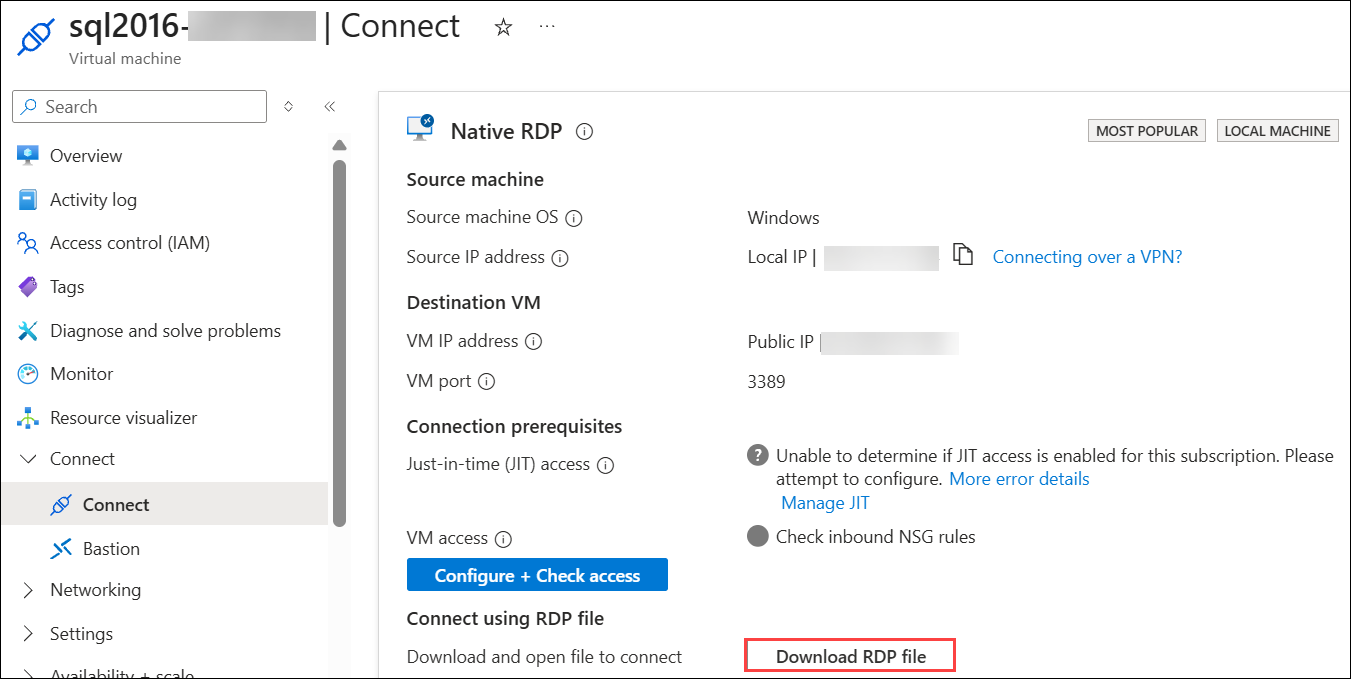 sql2016- | Connect
Virtual machine
Search
Overview
Activity log
Access control (IAM)
Tags
Diagnose and solve problems
Monitor
Resource visualizer
Connect
Connect
Bastion
Networking
Settings
Availability + scale
Native RDP
MOST POPULAR
LOCAL MACHINE
Source machine
Source machine OS
Windows
Source IP address
Local IP |
Connecting over a VPN?
Destination VM
VM IP address
Public IP |
VM port
3389
Connection prerequisites
Just-in-time (JIT) access
Unable to determine if JIT access is enabled for this subscription. Please
attempt to configure. More error details
Manage JIT
VM access
Check inbound NSG rules
Configure + Check access
Connect using RDP file
Download and open file to connect
Download RDP file